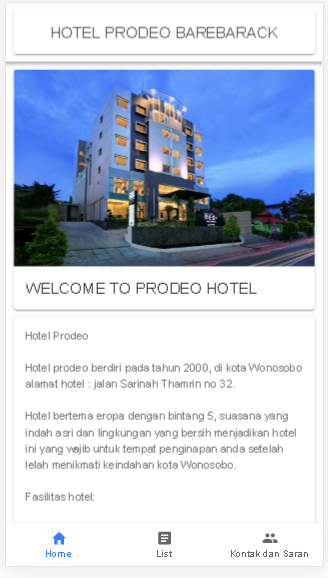 HOTEL PRODEO BAREBARACK
WELCOME TO PRODEO HOTEL
Hotel Prodeo
Hotel prodeo berdiri pada tahun 2000, di kota Wonosobo
alamat hotel : jalan Sarinah Thamrin no 32.
Hotel bertema eropa dengan bintang 5, suasana yang
indah asri dan lingkungan yang bersih menjadikan hotel
ini yang wajib untuk tempat penginapan anda setelah
lelah menikmati keindahan kota Wonosobo.
Fasilitas hotel:
Home
List
Kontak dan Saran